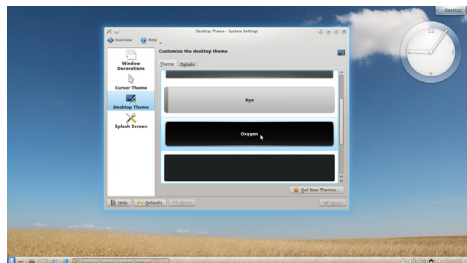 Desktop
Desktop Theme - System Settings
Overview
Help
Customize the desktop theme
Window
Decorations
Theme
Details
Cursor Theme
Aya
Desktop Theme
Splash Screen
Oxygen
Get New Themes...
Help
Defaults
Reset
Apply